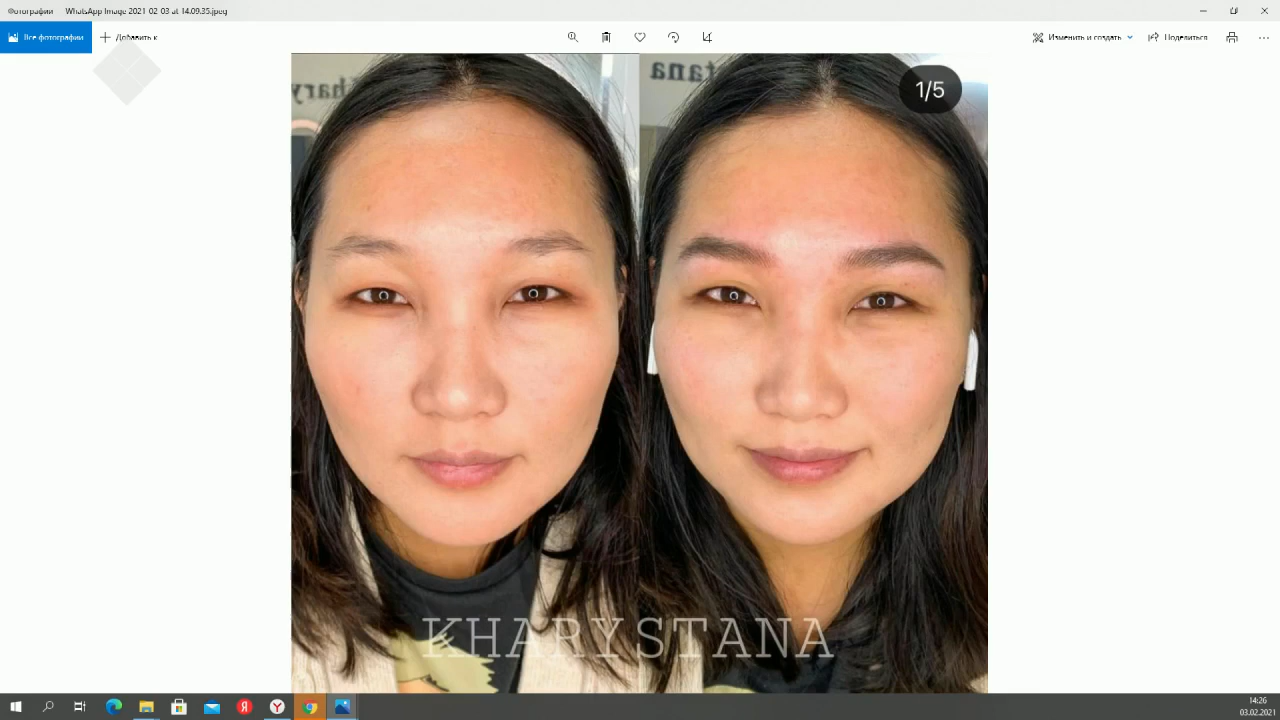 Фотографии
WhatsApp Image 2021-02-03 at 14.09.35.jpeg
Все фотографии
Добавить к
Изменить и создать
Поделиться
1/5
KHARYSTANA
14:26
03.02.2021